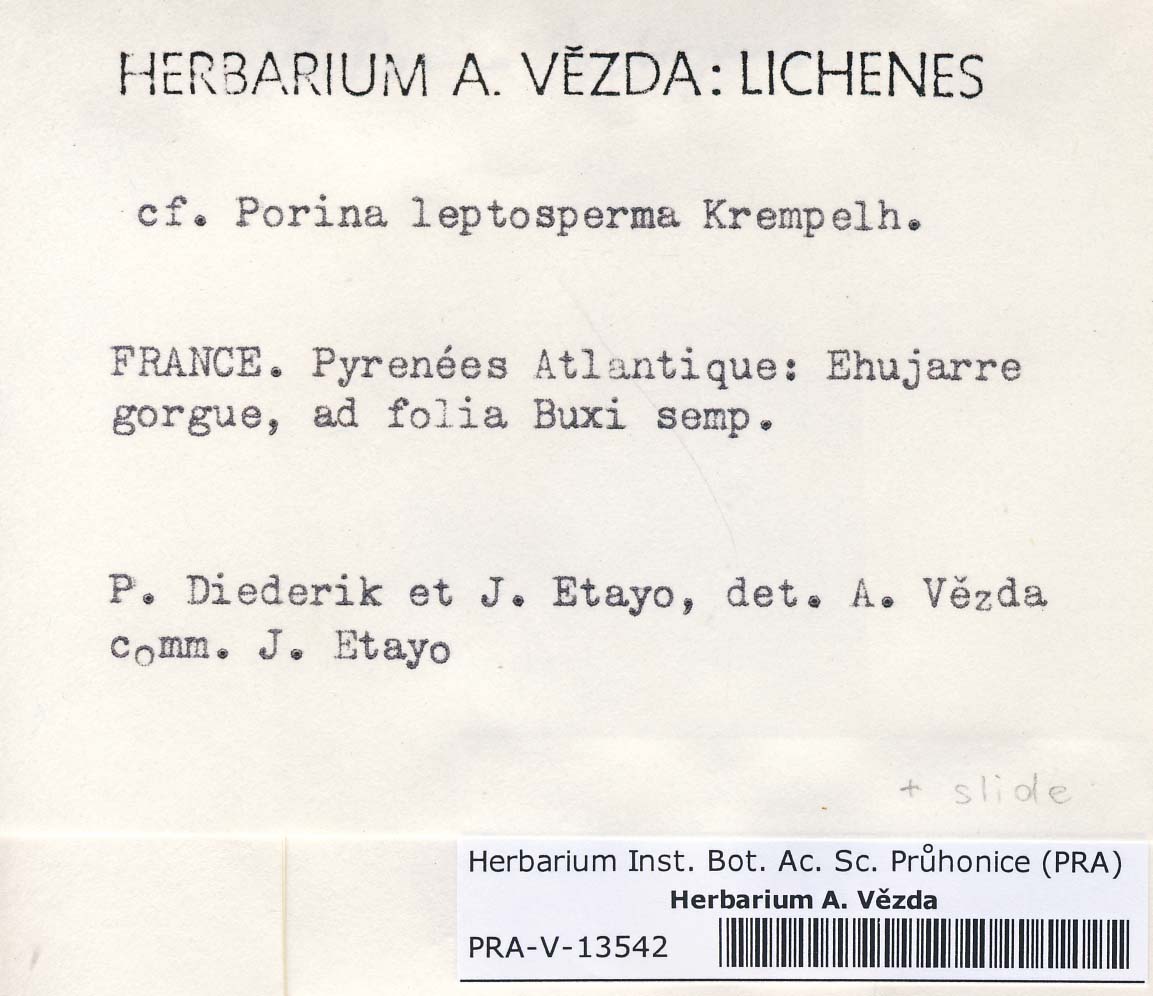 HERBARIUM A. VĚZDA: LICHENES
cf. Porina leptosperma Krempelh.
FRANCE. Pyrenées Atlantique: Ehujarre
gorgue, ad folia Buxi semp.
P. Diederik et J. Etayo, det. A. Vězda
comm. J. Etayo
+ slide
Herbarium Inst. Bot. Ac. Sc. Průhonice (PRA)
Herbarium A. Vězda
PRA-V-13542